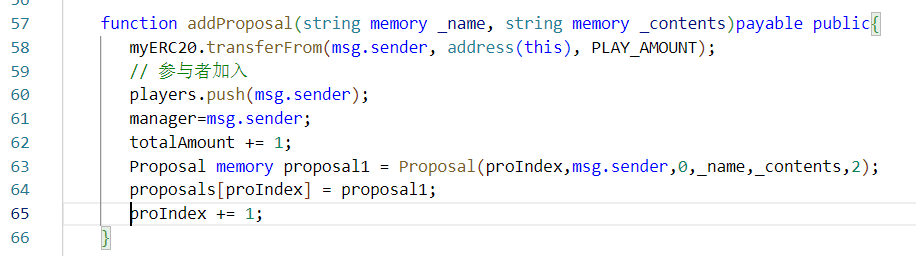 57 function addProposal(string memory _name, string memory _contents)payable public{
58 myERC20.transferFrom(msg.sender, address(this), PLAY_AMOUNT);
59 // 参与者加入
60 players.push(msg.sender);
61 manager=msg.sender;
62 totalAmount += 1;
63 Proposal memory proposal1 = Proposal(proIndex,msg.sender,0,_name,_contents,2);
64 proposals[proIndex] = proposal1;
65 proIndex += 1;
66 }